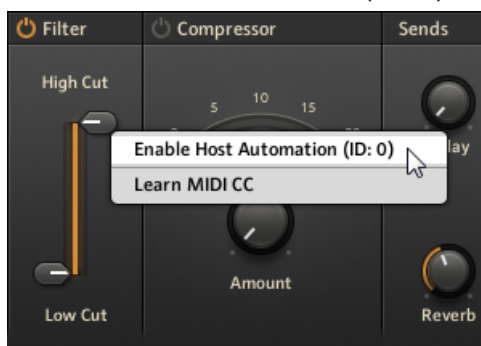 Filter
Compressor
Sends
High Cut
5
10
15
Enable Host Automation (ID: 0)
Learn MIDI CC
Amount
Low Cut
Reverb